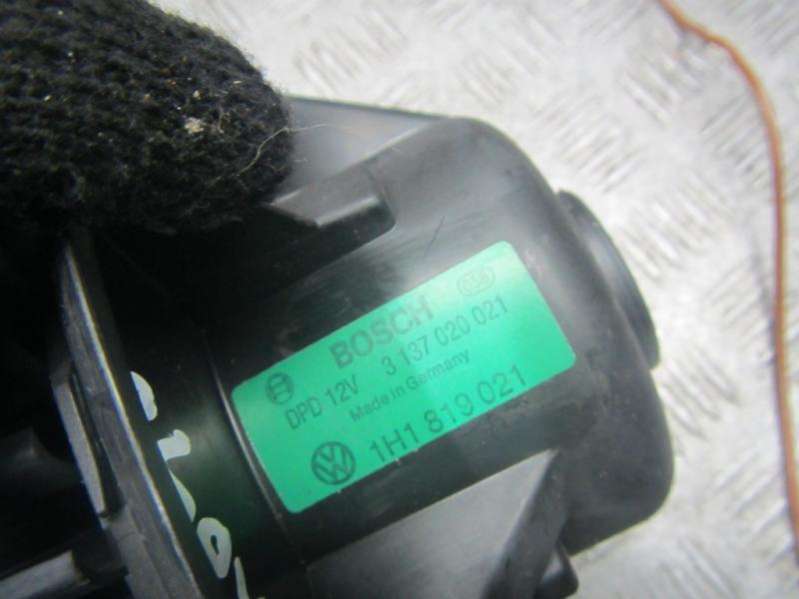 BOSCH
DPD 12V 3 137 020 021
Made in Germany
1H1 819 021